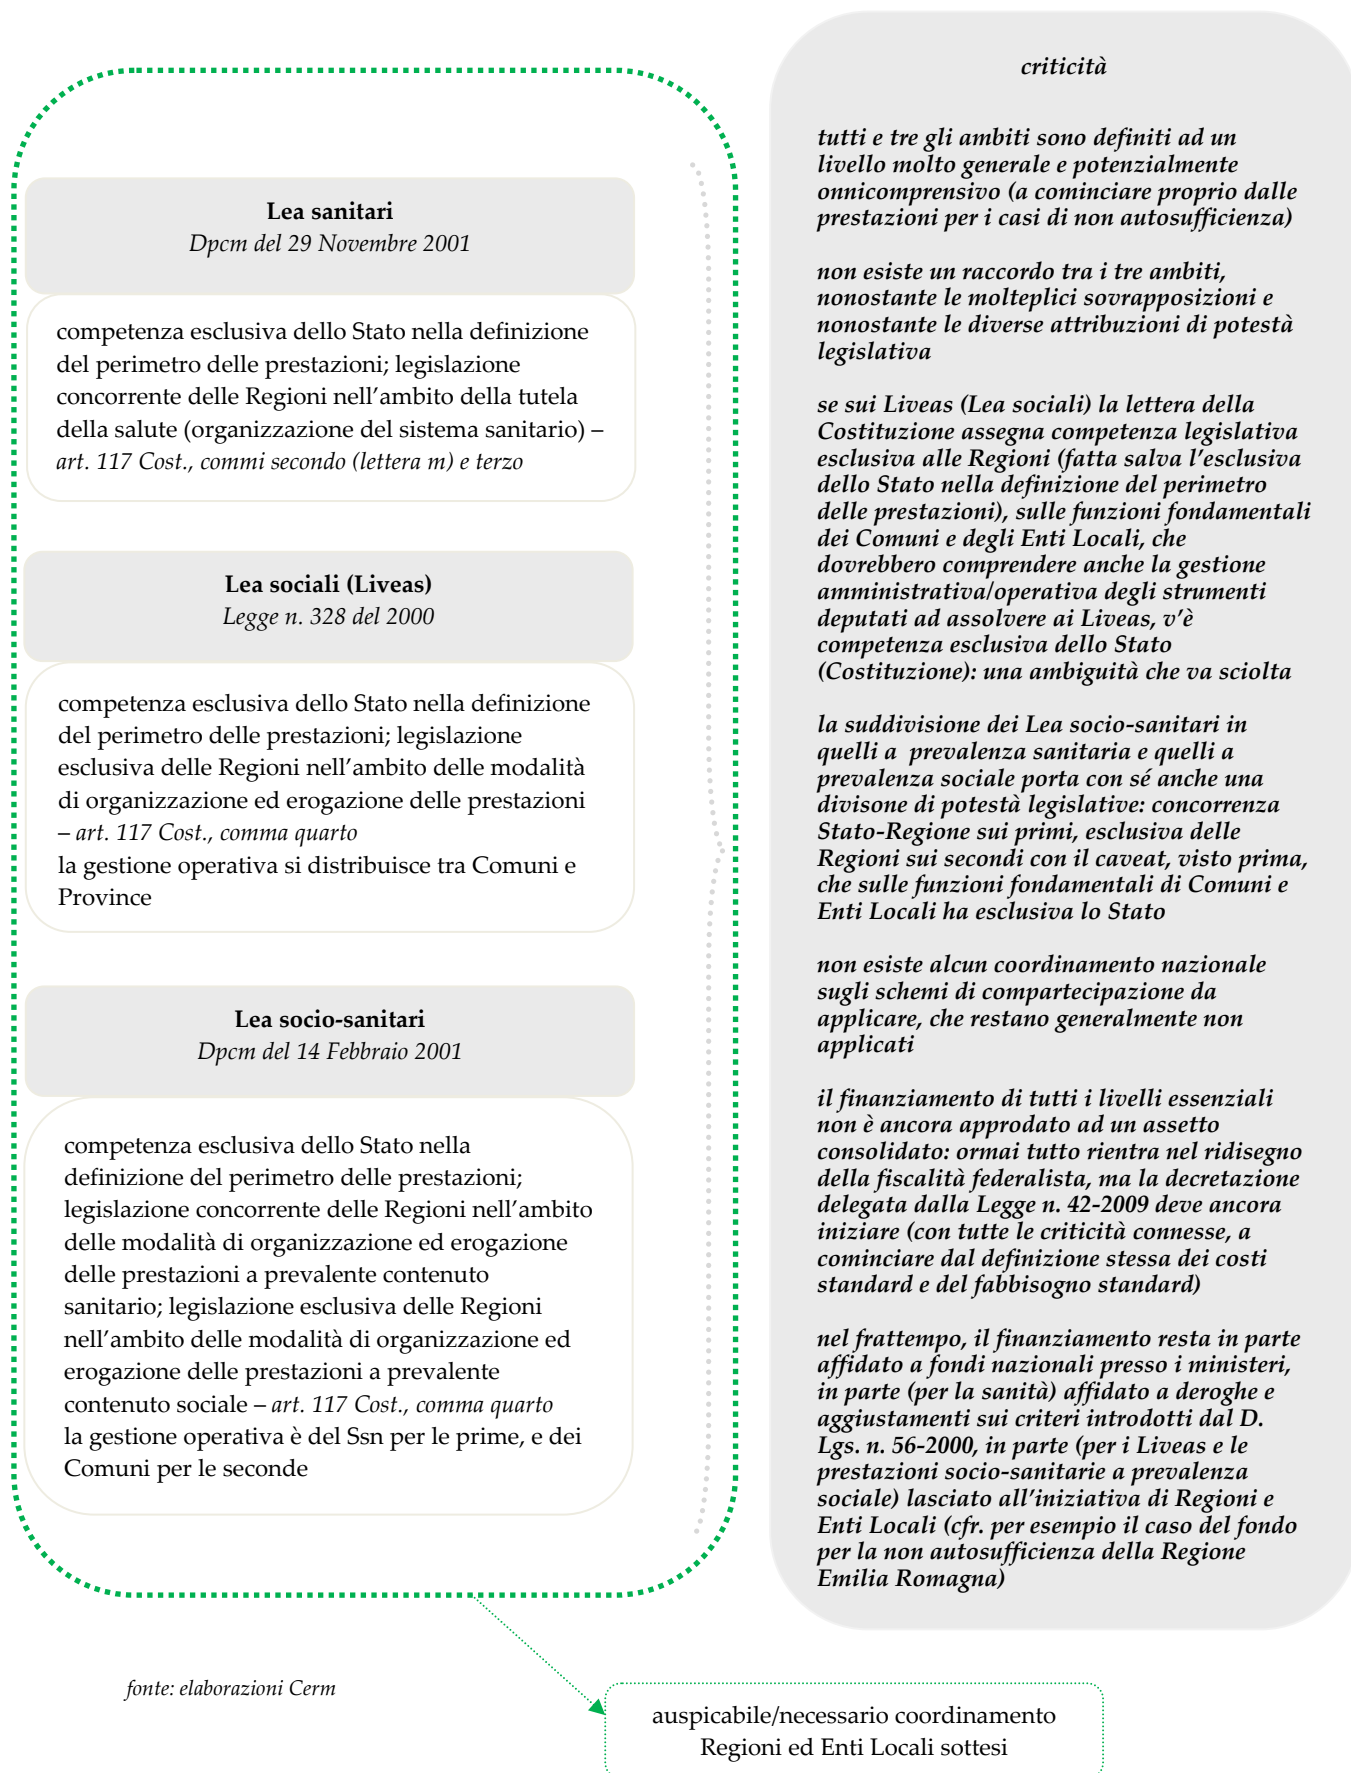 Lea sanitari
Dpcm del 29 Novembre 2001
competenza esclusiva dello Stato nella definizione
del perimetro delle prestazioni; legislazione
concorrente delle Regioni nell'ambito della tutela
della salute (organizzazione del sistema sanitario) –
art. 117 Cost., commi secondo (lettera m) e terzo
Lea sociali (Liveas)
Legge n. 328 del 2000
competenza esclusiva dello Stato nella definizione
del perimetro delle prestazioni; legislazione
esclusiva delle Regioni nell'ambito delle modalità
di organizzazione ed erogazione delle prestazioni
– art. 117 Cost., comma quarto
la gestione operativa si distribuisce tra Comuni e
Province
Lea socio-sanitari
Dpcm del 14 Febbraio 2001
competenza esclusiva dello Stato nella
definizione del perimetro delle prestazioni;
legislazione concorrente delle Regioni nell'ambito
delle modalità di organizzazione ed erogazione
delle prestazioni a prevalente contenuto
sanitario; legislazione esclusiva delle Regioni
nell'ambito delle modalità di organizzazione ed
erogazione delle prestazioni a prevalente
contenuto sociale – art. 117 Cost., comma quarto
la gestione operativa è del Ssn per le prime, e dei
Comuni per le seconde
criticità
tutti e tre gli ambiti sono definiti ad un
livello molto generale e potenzialmente
onnicomprensivo (a cominciare proprio dalle
prestazioni per i casi di non autosufficienza)
non esiste un raccordo tra i tre ambiti,
nonostante le molteplici sovrapposizioni e
nonostante le diverse attribuzioni di potestà
legislativa
se sui Liveas (Lea sociali) la lettera della
Costituzione assegna competenza legislativa
esclusiva alle Regioni (fatta salva l'esclusiva
dello Stato nella definizione del perimetro
delle prestazioni), sulle funzioni fondamentali
dei Comuni e degli Enti Locali, che
dovrebbero comprendere anche la gestione
amministrativa/operativa degli strumenti
deputati ad assolvere ai Liveas, v'è
competenza esclusiva dello Stato
(Costituzione): una ambiguità che va sciolta
la suddivisione dei Lea socio-sanitari in
quelli a prevalenza sanitaria e quelli a
prevalenza sociale porta con sé anche una
divisone di potestà legislative: concorrenza
Stato-Regione sui primi, esclusiva delle
Regioni sui secondi con il caveat, visto prima,
che sulle funzioni fondamentali di Comuni e
Enti Locali ha esclusiva lo Stato
non esiste alcun coordinamento nazionale
sugli schemi di compartecipazione da
applicare, che restano generalmente non
applicati
il finanziamento di tutti i livelli essenziali
non è ancora approdato ad un assetto
consolidato: ormai tutto rientra nel ridisegno
della fiscalità federalista, ma la decretazione
delegata dalla Legge n. 42-2009 deve ancora
iniziare (con tutte le criticità connesse, a
cominciare dal definizione stessa dei costi
standard e del fabbisogno standard)
nel frattempo, il finanziamento resta in parte
affidato a fondi nazionali presso i ministeri,
in parte (per la sanità) affidato a deroghe e
aggiustamenti sui criteri introdotti dal D.
Lgs. n. 56-2000, in parte (per i Liveas e le
prestazioni socio-sanitarie a prevalenza
sociale) lasciato all'iniziativa di Regioni e
Enti Locali (cfr. per esempio il caso del fondo
per la non autosufficienza della Regione
Emilia Romagna)
fonte: elaborazioni Cerm
auspicabile/necessario coordinamento
Regioni ed Enti Locali sottesi